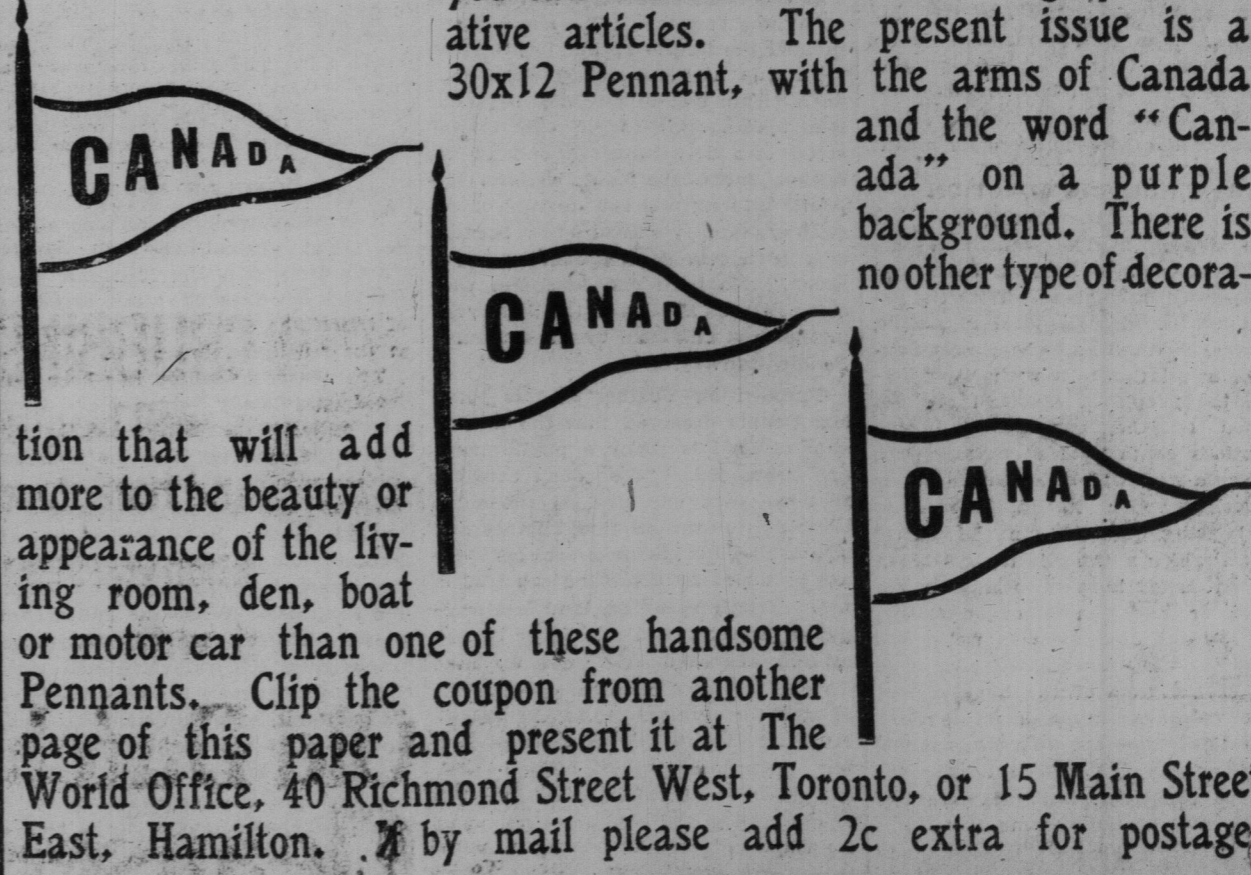 ative articles. The present issue is a
30x12 Pennant, with the arms of Canada
and the word “Can-
ada” on a purple
background. There is
no other type of decora-
CANADA
CANADA
CANADA
tion that will add
more to the beauty or
appearance of the liv-
ing room, den, boat
or motor car than one of these handsome
Pennants. Clip the coupon from another
page of this paper and present it at The
World Office, 40 Richmond Street West, Toronto, or 15 Main Stree
East, Hamilton. If by mail please add 2c extra for postage